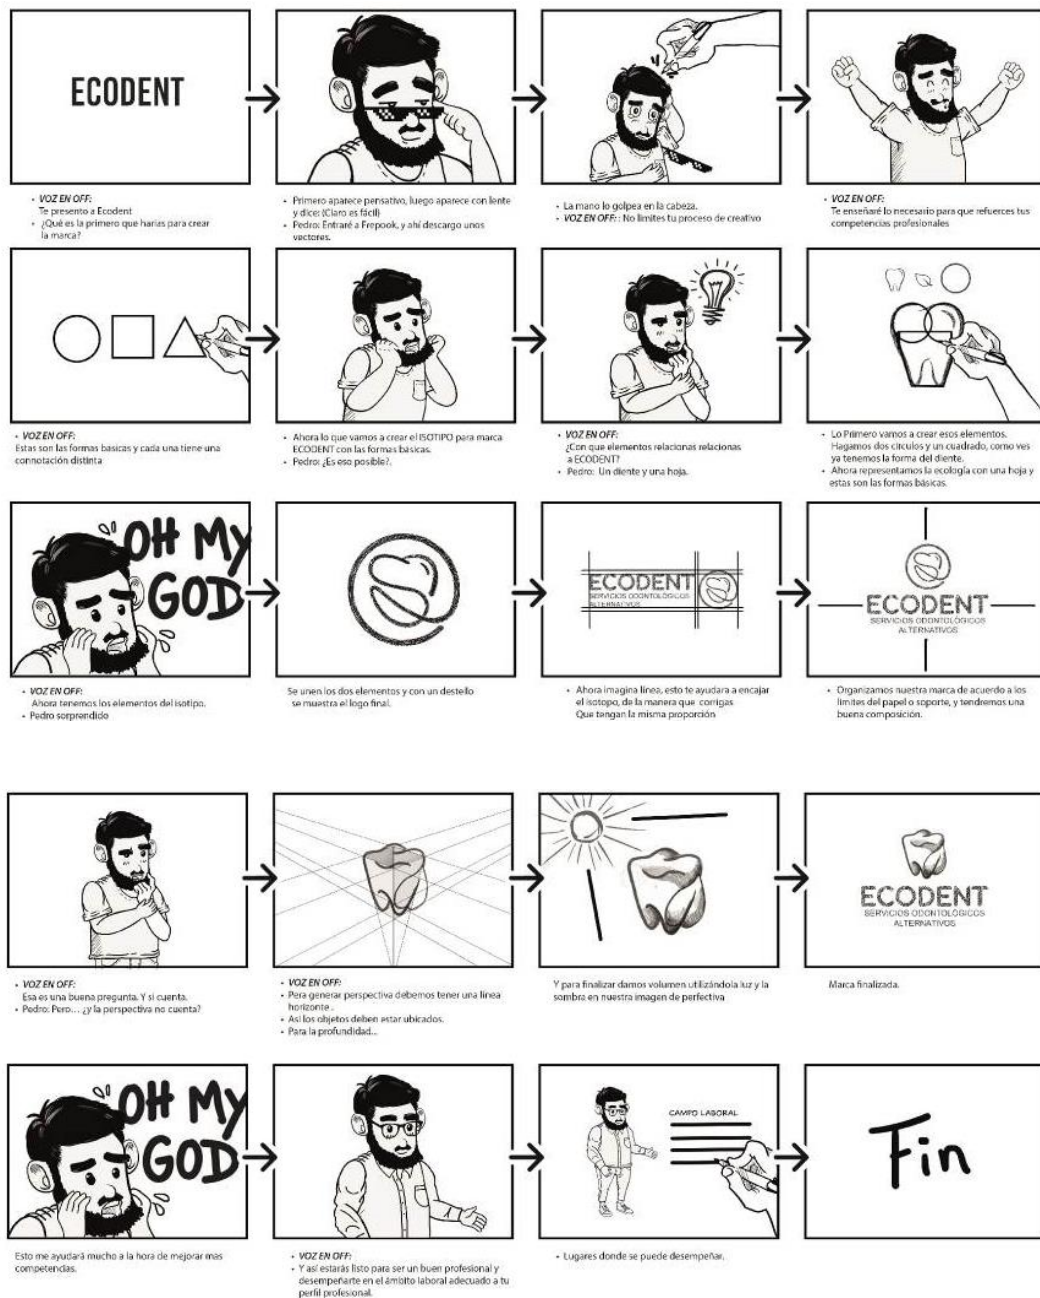 ECODENT
• VOZ EN OFF:
Te presento a Ecodent
• ¿Qué es la primero que harias para crear
la marca?
• Primero aparece pensativo, luego aparece con lente
y dice: (Claro es fácil)
• Pedro: Entraré a Frepook, y ahí descargo unos
vectores.
• La mano lo golpea en la cabeza.
• VOZ EN OFF: : No limites tu proceso de creativo
• VOZ EN OFF:
Te enseñaré lo necesario para que refuerces tus
competencias profesionales
• VOZ EN OFF:
Estas son las formas básicas y cada una tiene una
connotación distinta
• Ahora lo que vamos a crear el ISOTIPO para marca
ECODENT con las formas básicas.
• Pedro: ¿Es eso posible?.
• VOZ EN OFF:
¿Con que elementos relacionas relacionas
a ECODENT?
• Pedro: Un diente y una hoja.
• Lo Primero vamos a crear esos elementos.
Hagamos dos círculos y un cuadrado, como ves
ya tenemos la forma del diente.
• Ahora representamos la ecología con una hoja y
estas son las formas básicas.
OH MY
GOD
• VOZ EN OFF:
Ahora tenemos los elementos del isotipo.
• Pedro sorprendido
Se unen los dos elementos y con un destello
se muestra el logo final.
ECODENT
SERVICIOS ODONTOLÓGICOS
ALTERNATIVOS
• Ahora imagina línea, esto te ayudara a encajar
el isotopo, de la manera que corrigas
Que tengan la misma proporción
ECODENT
SERVICIOS ODONTOLÓGICOS
ALTERNATIVOS
• Organizamos nuestra marca de acuerdo a los
límites del papel o soporte, y tendremos una
buena composición.
• VOZ EN OFF:
Esa es una buena pregunta. Y si cuenta.
• Pedro: Pero... ¿y la perspectiva no cuenta?
• VOZ EN OFF:
• Pera generar perspectiva debemos tener una línea
horizonte..
• Así los objetos deben estar ubicados.
• Para la profundidad...
Y para finalizar damos volumen utilizándola luz y la
sombra en nuestra imagen de perfectiva
ECODENT
SERVICIOS ODONTOLÓGICOS
ALTERNATIVOS
Marca finalizada.
OH MY
GOD
Esto me ayudará mucho a la hora de mejorar mas
competencias.
• VOZ EN OFF:
• Y así estarás listo para ser un buen profesional y
desempeñarte en el ámbito laboral adecuado a tu
perfil profesional.
CAMPO LABORAL
• Lugares donde se puede desempeñar.
Fin